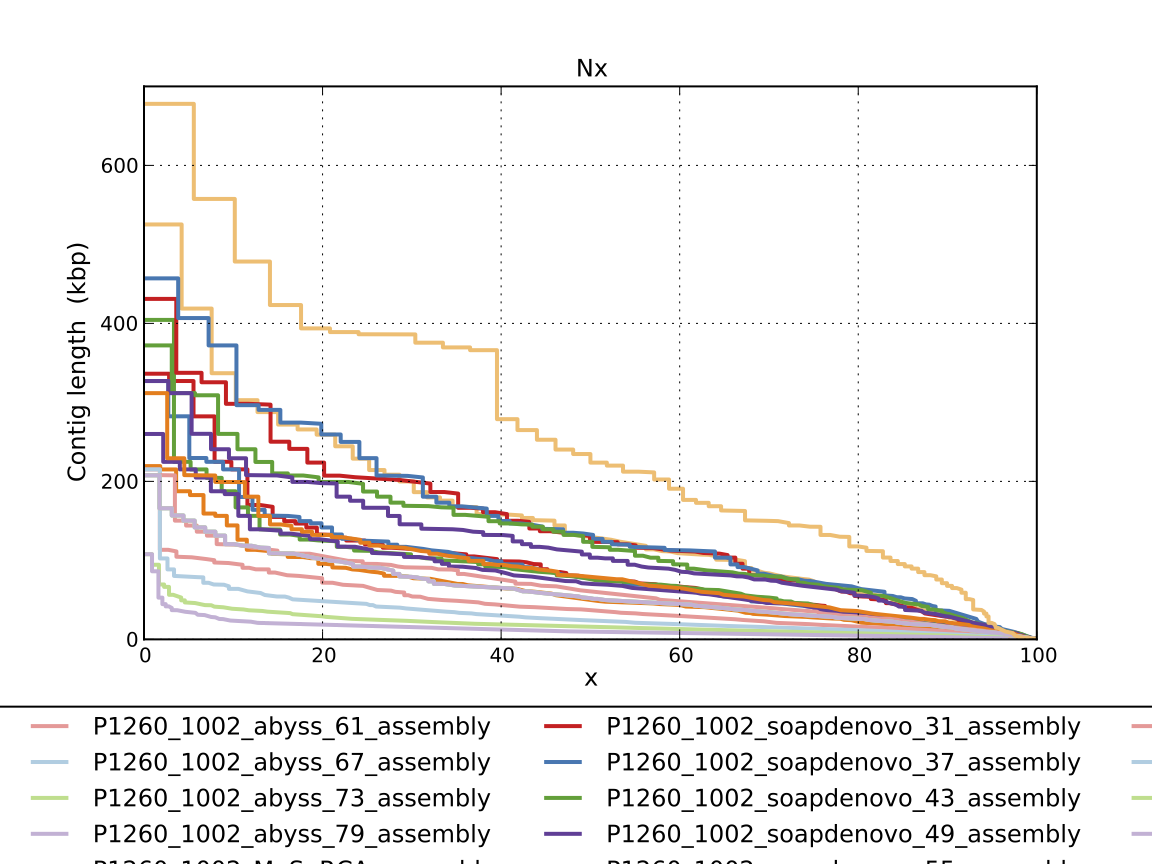 Nx
Contig length (kbp)
600
400
200
0
0 20 40 60 80 100
x
P1260_1002_abyss_61_assembly P1260_1002_soapdenovo_31_assembly
P1260_1002_abyss_67_assembly P1260_1002_soapdenovo_37_assembly
P1260_1002_abyss_73_assembly P1260_1002_soapdenovo_43_assembly
P1260_1002_abyss_79_assembly P1260_1002_soapdenovo_49_assembly